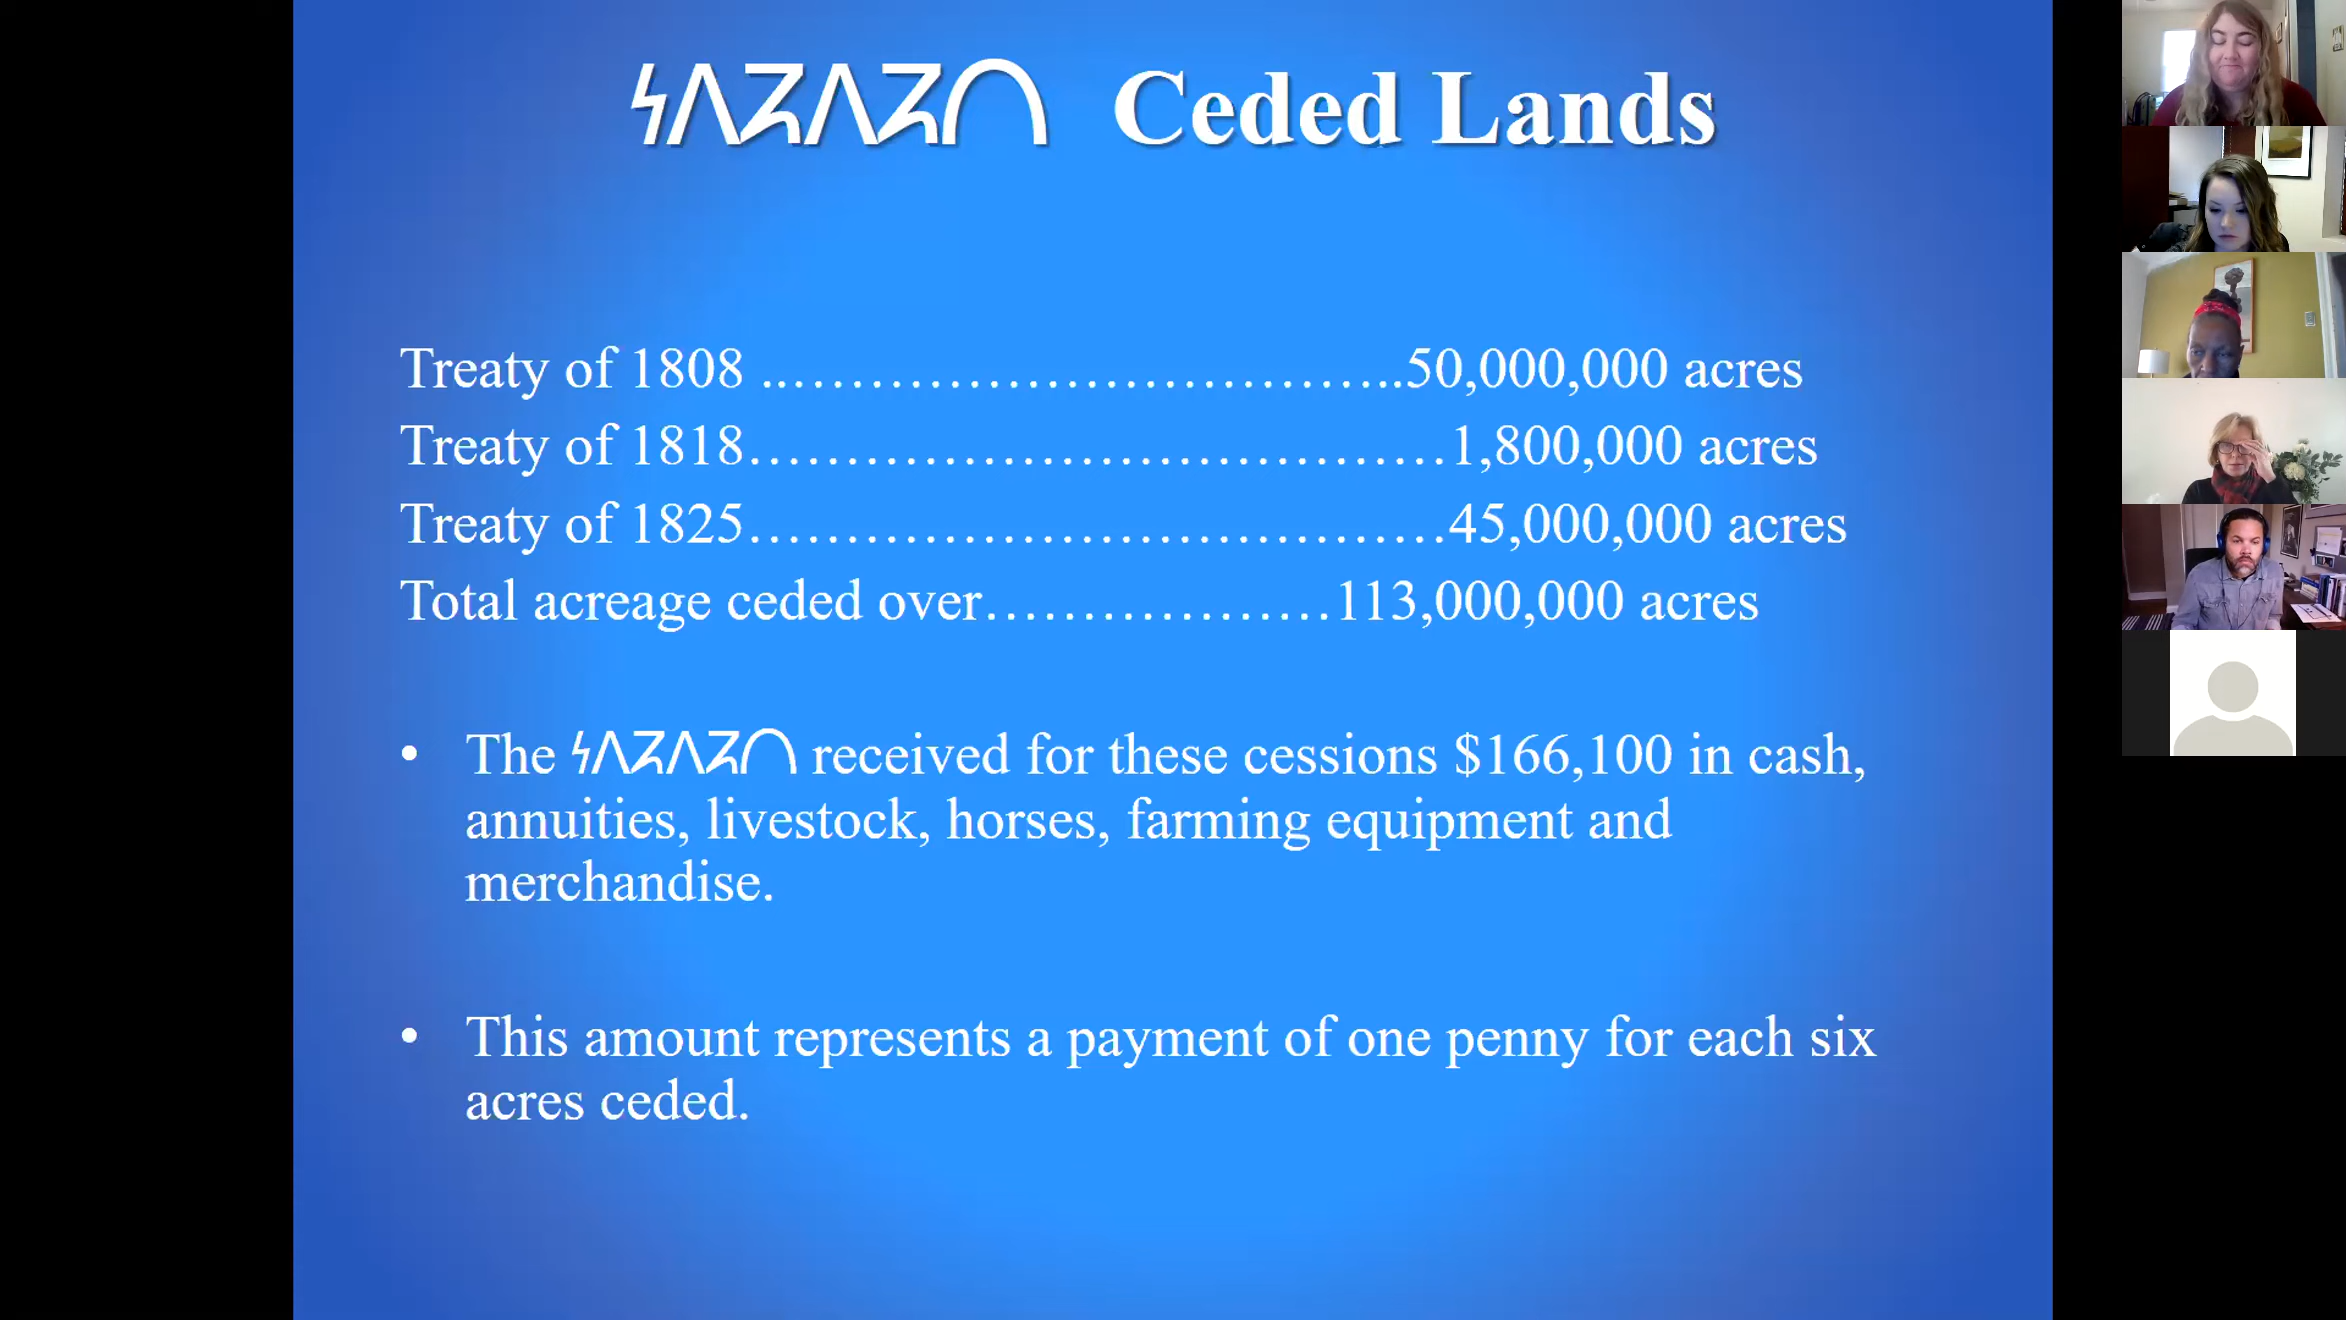 𐓏𐒰𐓓𐒰𐓓𐒷 Ceded Lands
Treaty of 1808 ..……………………………..50,000,000 acres
Treaty of 1818………………………………1,800,000 acres
Treaty of 1825………………………………45,000,000 acres
Total acreage ceded over………………113,000,000 acres
• The 𐓏𐒰𐓓𐒰𐓓𐒷 received for these cessions $166,100 in cash,
annuities, livestock, horses, farming equipment and
merchandise.
• This amount represents a payment of one penny for each six
acres ceded.